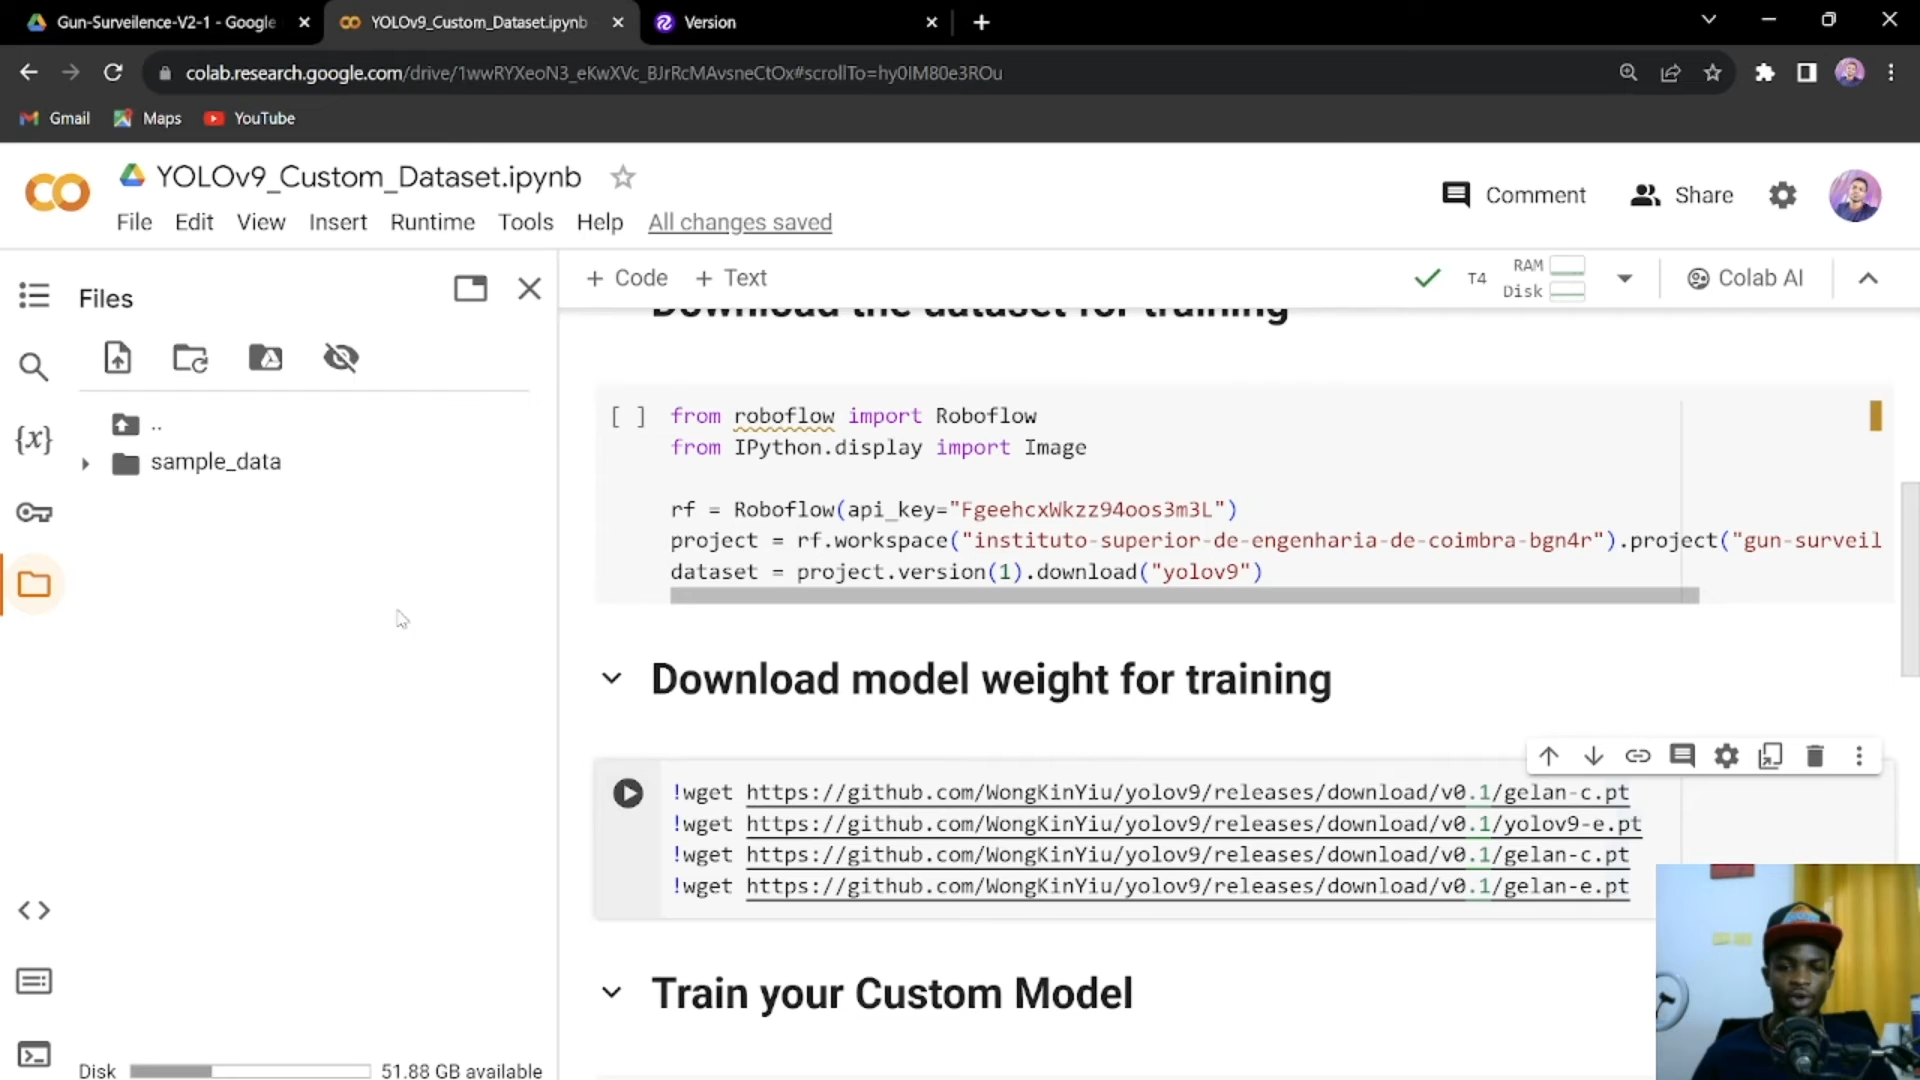 Gun-Surveilence-V2-1 - Google
YOLOv9_Custom_Dataset.ipynb
Version
colab.research.google.com/drive/1wwRYXeoN3_eKwXVc_BJrRcMAvsneCtOx#scrollTo=hy0IM80e3ROu
Gmail
Maps
YouTube
YOLOv9_Custom_Dataset.ipynb
Comment
Share
File Edit View Insert Runtime Tools Help All changes saved
Files
+ Code + Text
T4
RAM
Disk
Colab AI
Download the dataset for training
..
sample_data
{x}
[ ]
from roboflow import Roboflow
from IPython.display import Image
rf = Roboflow(api_key="FgeehcxWkzz94oos3m3L")
project = rf.workspace("instituto-superior-de-engenharia-de-coimbra-bgn4r").project("gun-surveil
dataset = project.version(1).download("yolov9")
Download model weight for training
!wget https://github.com/WongKinYiu/yolov9/releases/download/v0.1/gelan-c.pt
!wget https://github.com/WongKinYiu/yolov9/releases/download/v0.1/yolov9-e.pt
!wget https://github.com/WongKinYiu/yolov9/releases/download/v0.1/gelan-c.pt
!wget https://github.com/WongKinYiu/yolov9/releases/download/v0.1/gelan-e.pt
Train your Custom Model
Disk
51.88 GB available